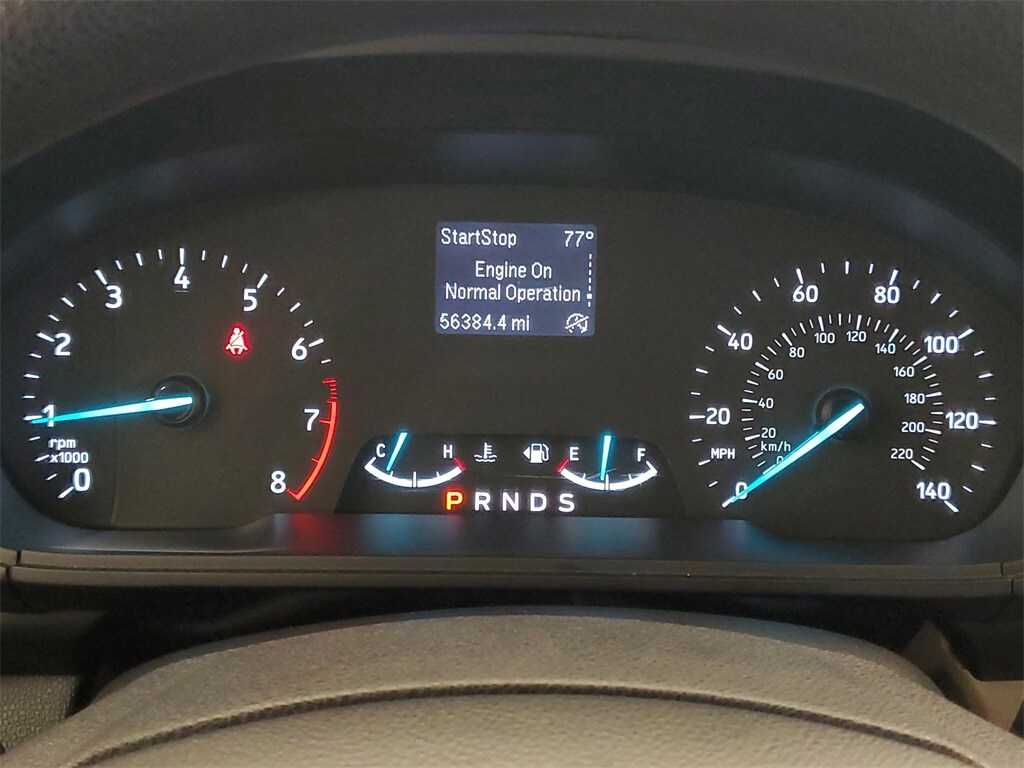 StartStop 77°
Engine On
Normal Operation
56384.4 mi
0 1 2 3 4 5 6 7 8
rpm
x1000
C H
E F
P R N D S
0 20 40 60 80 100 120 140
MPH
0 20 40 60 80 100 120 140 160 180 200 220
km/h